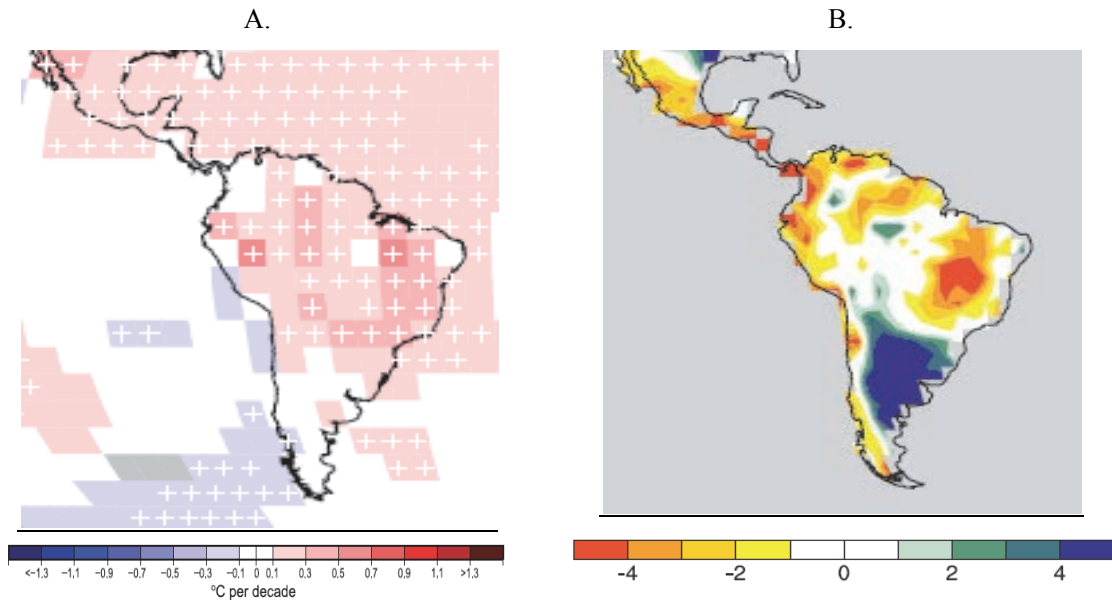 A.
B.
<–1.3 –1.1 –0.9 –0.7 –0.5 –0.3 –0.1 0 0.1 0.3 0.5 0.7 0.9 1.1 >1.3
ºC per decade
-4 -2 0 2 4